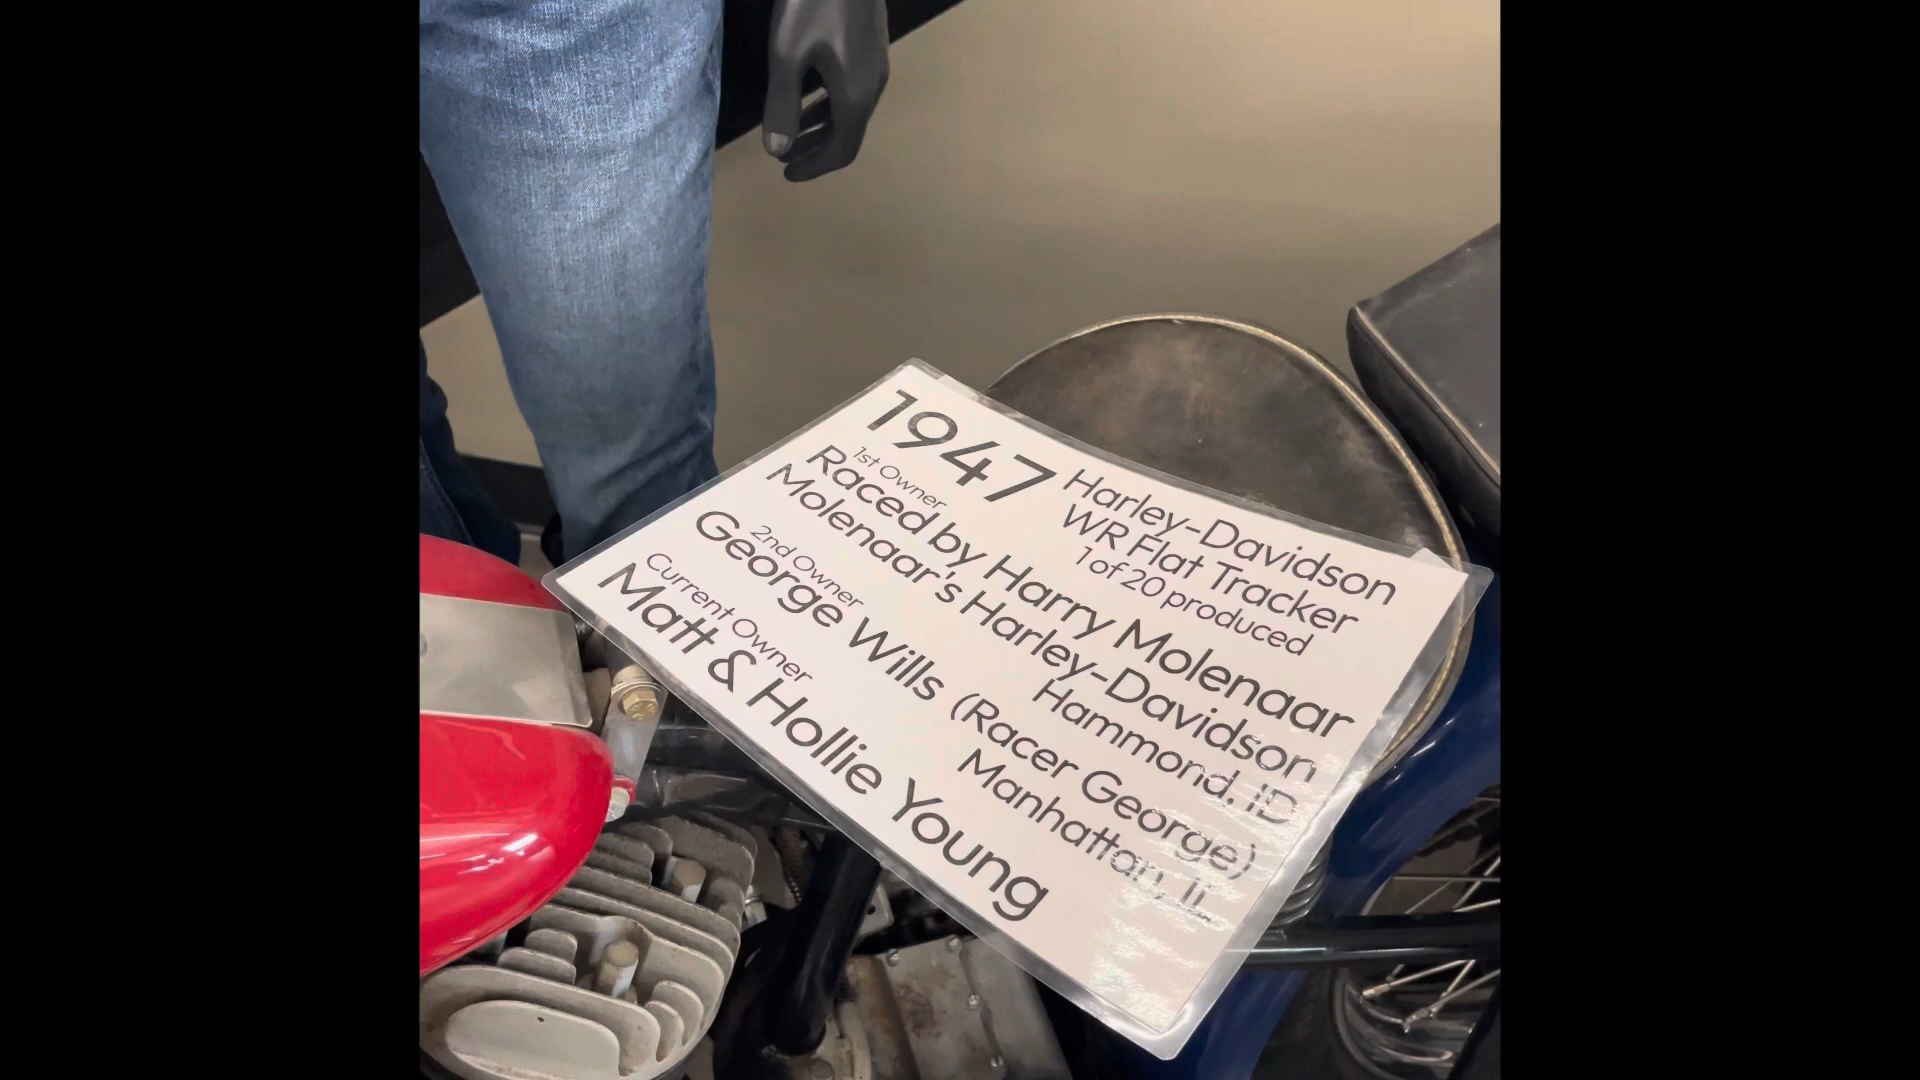 1947
Harley-Davidson
WR Flat Tracker
1 of 20 produced
1st Owner
Raced by Harry Molenaar
Molenaar's Harley-Davidson
Hammond, ID
2nd Owner
George Wills (Racer George)
Manhattan, IL
Current Owner
Matt & Hollie Young